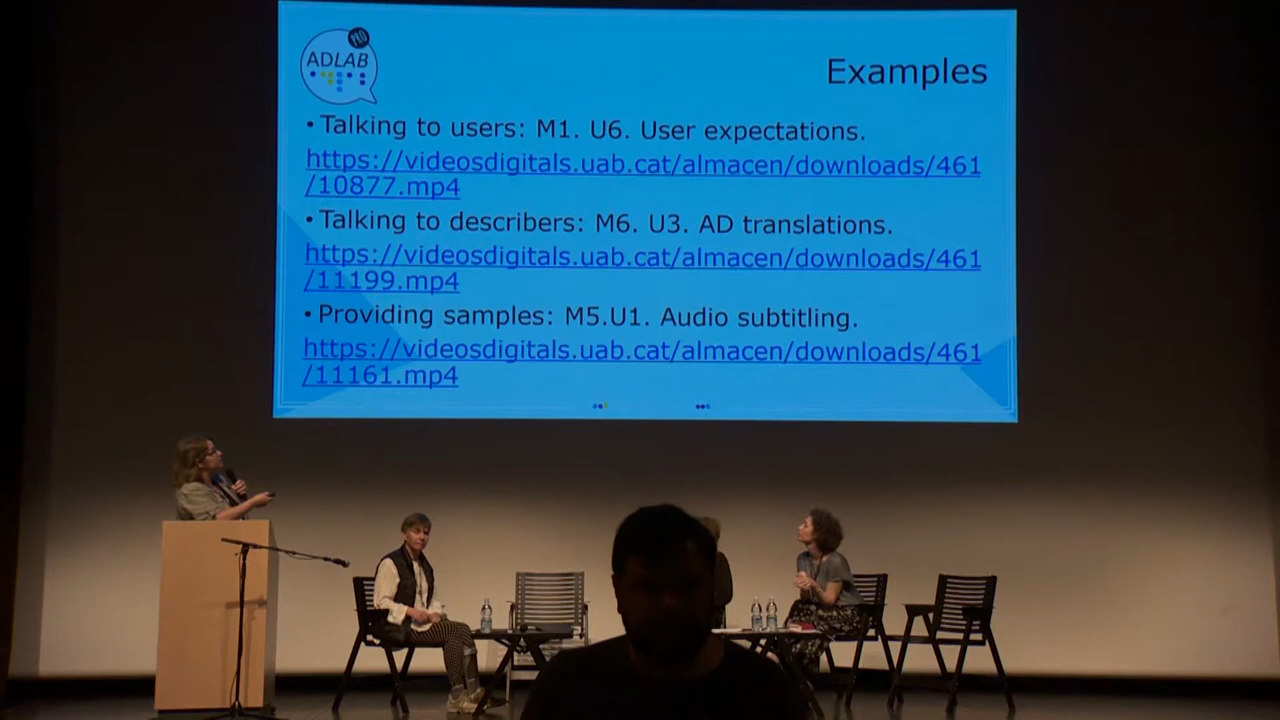 PRO
ADLAB
Examples
• Talking to users: M1. U6. User expectations.
https://videosdigitals.uab.cat/almacen/downloads/461
/10877.mp4
• Talking to describers: M6. U3. AD translations.
https://videosdigitals.uab.cat/almacen/downloads/461
/11199.mp4
• Providing samples: M5.U1. Audio subtitling.
https://videosdigitals.uab.cat/almacen/downloads/461
/11161.mp4